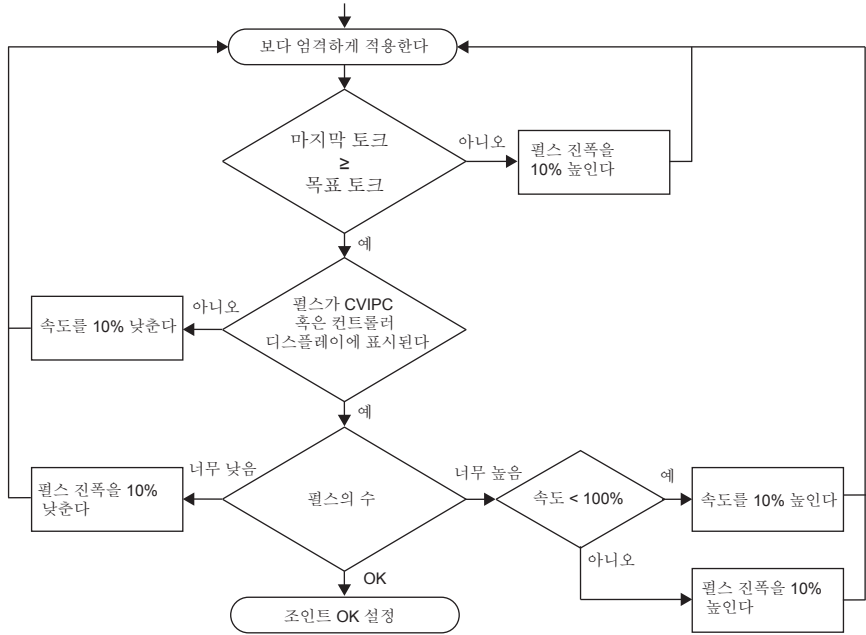 보다 엄격하게 적용한다
마지막 토크
≥
목표 토크
아니오
펄스 진폭을
10% 높인다
예
펄스가 CVIPC
혹은 컨트롤러
디스플레이에 표시된다
아니오
속도를 10% 낮춘다
예
펄스의 수
너무 낮음
펄스 진폭을 10%
낮춘다
너무 높음
속도 < 100%
예
속도를 10% 높인다
아니오
펄스 진폭을 10%
높인다
OK
조인트 OK 설정